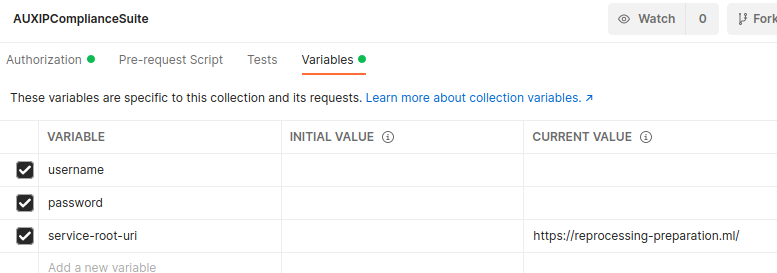 AUXIPComplianceSuite
Watch 0 Fork
Authorization Pre-request Script Tests Variables
These variables are specific to this collection and its requests. Learn more about collection variables. ↗
VARIABLE INITIAL VALUE CURRENT VALUE
username
password
service-root-uri https://reprocessing-preparation.ml/
Add a new variable